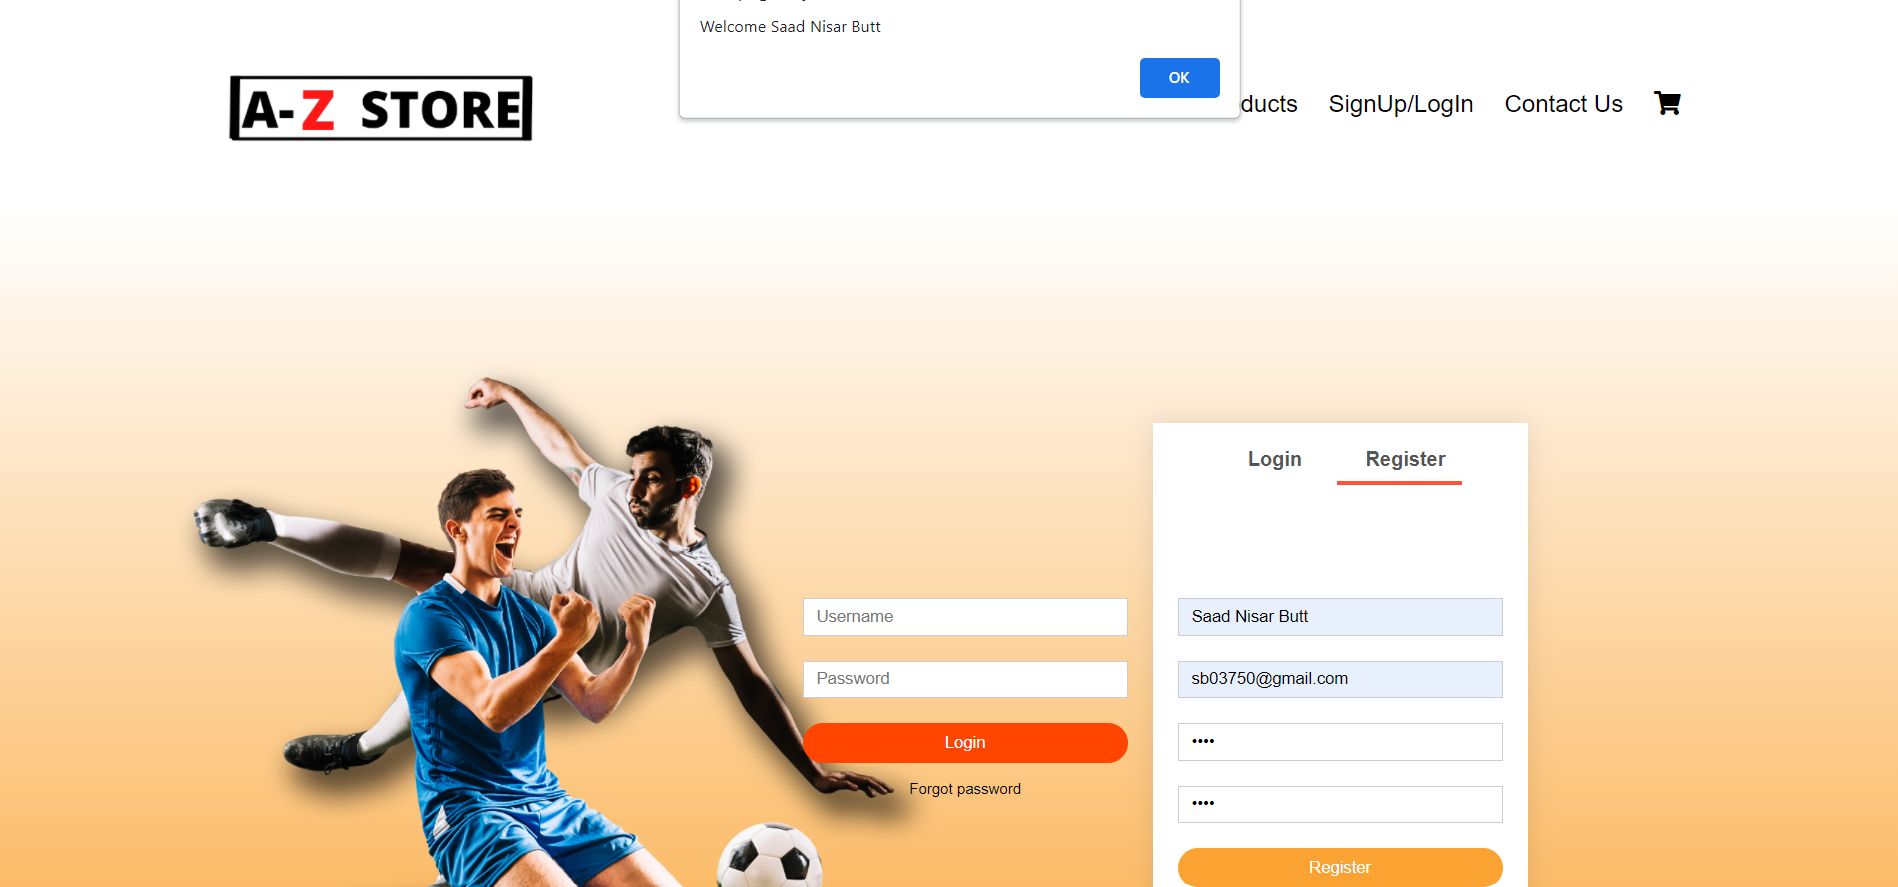 Welcome Saad Nisar Butt
OK
A-Z STORE
ducts
SignUp/LogIn
Contact Us
Login
Register
Username
Password
Login
Forgot password
Saad Nisar Butt
sb03750@gmail.com
••••
••••
Register